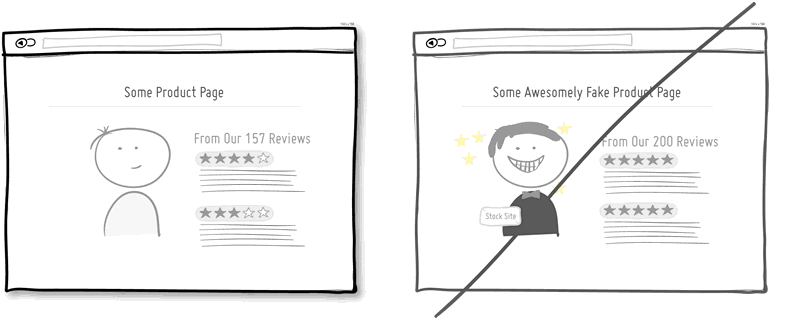 Some Product Page
From Our 157 Reviews
Some Awesomely Fake Product Page
From Our 200 Reviews
Stock Site